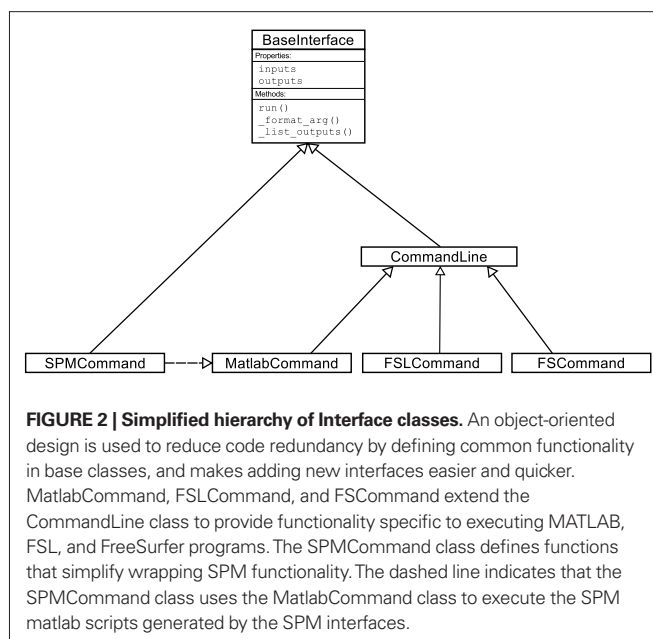 BaseInterface
Properties:
inputs
outputs
Methods:
run()
_format_arg()
_list_outputs()
CommandLine
SPMCommand
MatlabCommand
FSLCommand
FSCommand
FIGURE 2 | Simplified hierarchy of Interface classes. An object-oriented
design is used to reduce code redundancy by defining common functionality
in base classes, and makes adding new interfaces easier and quicker.
MatlabCommand, FSLCommand, and FSCommand extend the
CommandLine class to provide functionality specific to executing MATLAB,
FSL, and FreeSurfer programs. The SPMCommand class defines functions
that simplify wrapping SPM functionality. The dashed line indicates that the
SPMCommand class uses the MatlabCommand class to execute the SPM
matlab scripts generated by the SPM interfaces.